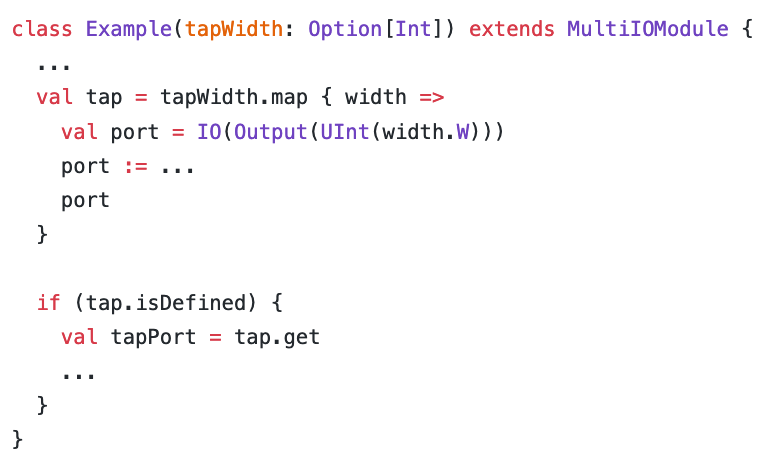 class Example(tapWidth: Option[Int]) extends MultiIOModule {
  ...
  val tap = tapWidth.map { width =>
    val port = IO(Output(UInt(width.W)))
    port := ...
    port
  }

  if (tap.isDefined) {
    val tapPort = tap.get
    ...
  }
}